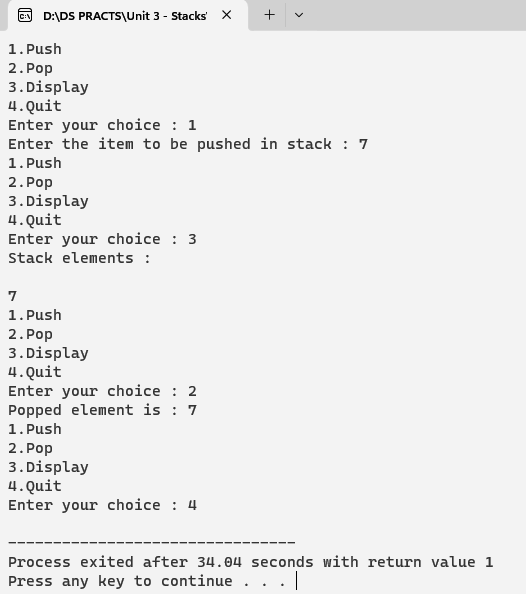 D:\DS PRACTS\Unit 3 - Stacks'
1.Push
2.Pop
3.Display
4.Quit
Enter your choice : 1
Enter the item to be pushed in stack : 7
1.Push
2.Pop
3.Display
4.Quit
Enter your choice : 3
Stack elements :
7
1.Push
2.Pop
3.Display
4.Quit
Enter your choice : 2
Popped element is : 7
1.Push
2.Pop
3.Display
4.Quit
Enter your choice : 4
--------------------------------
Process exited after 34.04 seconds with return value 1
Press any key to continue . . .